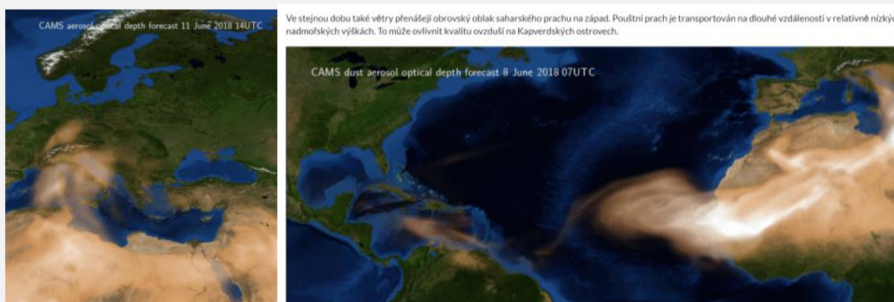 CAMS aerosol optical depth forecast 11 June 2018 14UTC
Ve stejnou dobu také větry přenášejí obrovský oblak saharského prachu na západ. Pouštní prach je transportován na dlouhé vzdálenosti v relativně
nadmořských výškách. To může ovlivnit kvalitu ovzduší na Kapverdských ostrovech.
CAMS dust aerosol optical depth forecast 8 June 2018 07UTC